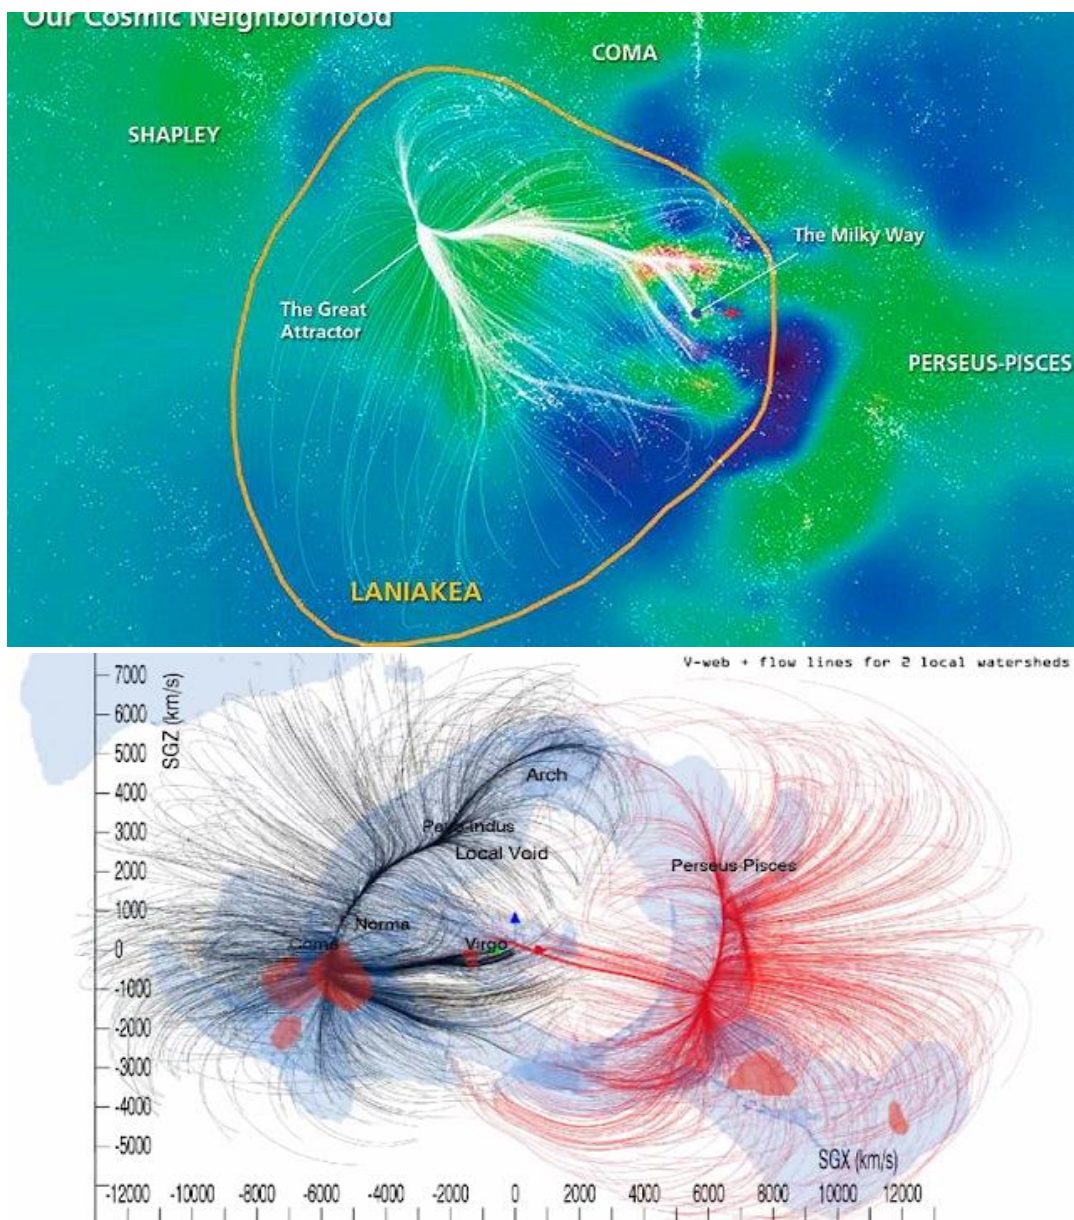 Our Cosmic Neighborhood
COMA
SHAPLEY
The Milky Way
The Great
Attractor
PERSEUS-PISCES
LANIAKEA
V-web + flow lines for 2 local watersheds
7000
6000
5000
4000
3000
2000
1000
0
-1000
-2000
-3000
-4000
-5000
SGZ (km/s)
Arch
Pavo-Indus
Local Void
Perseus-Pisces
Norma
Coma
Virgo
SGX (km/s)
-12000 -10000 -8000 -6000 -4000 -2000 0 2000 4000 6000 8000 10000 12000